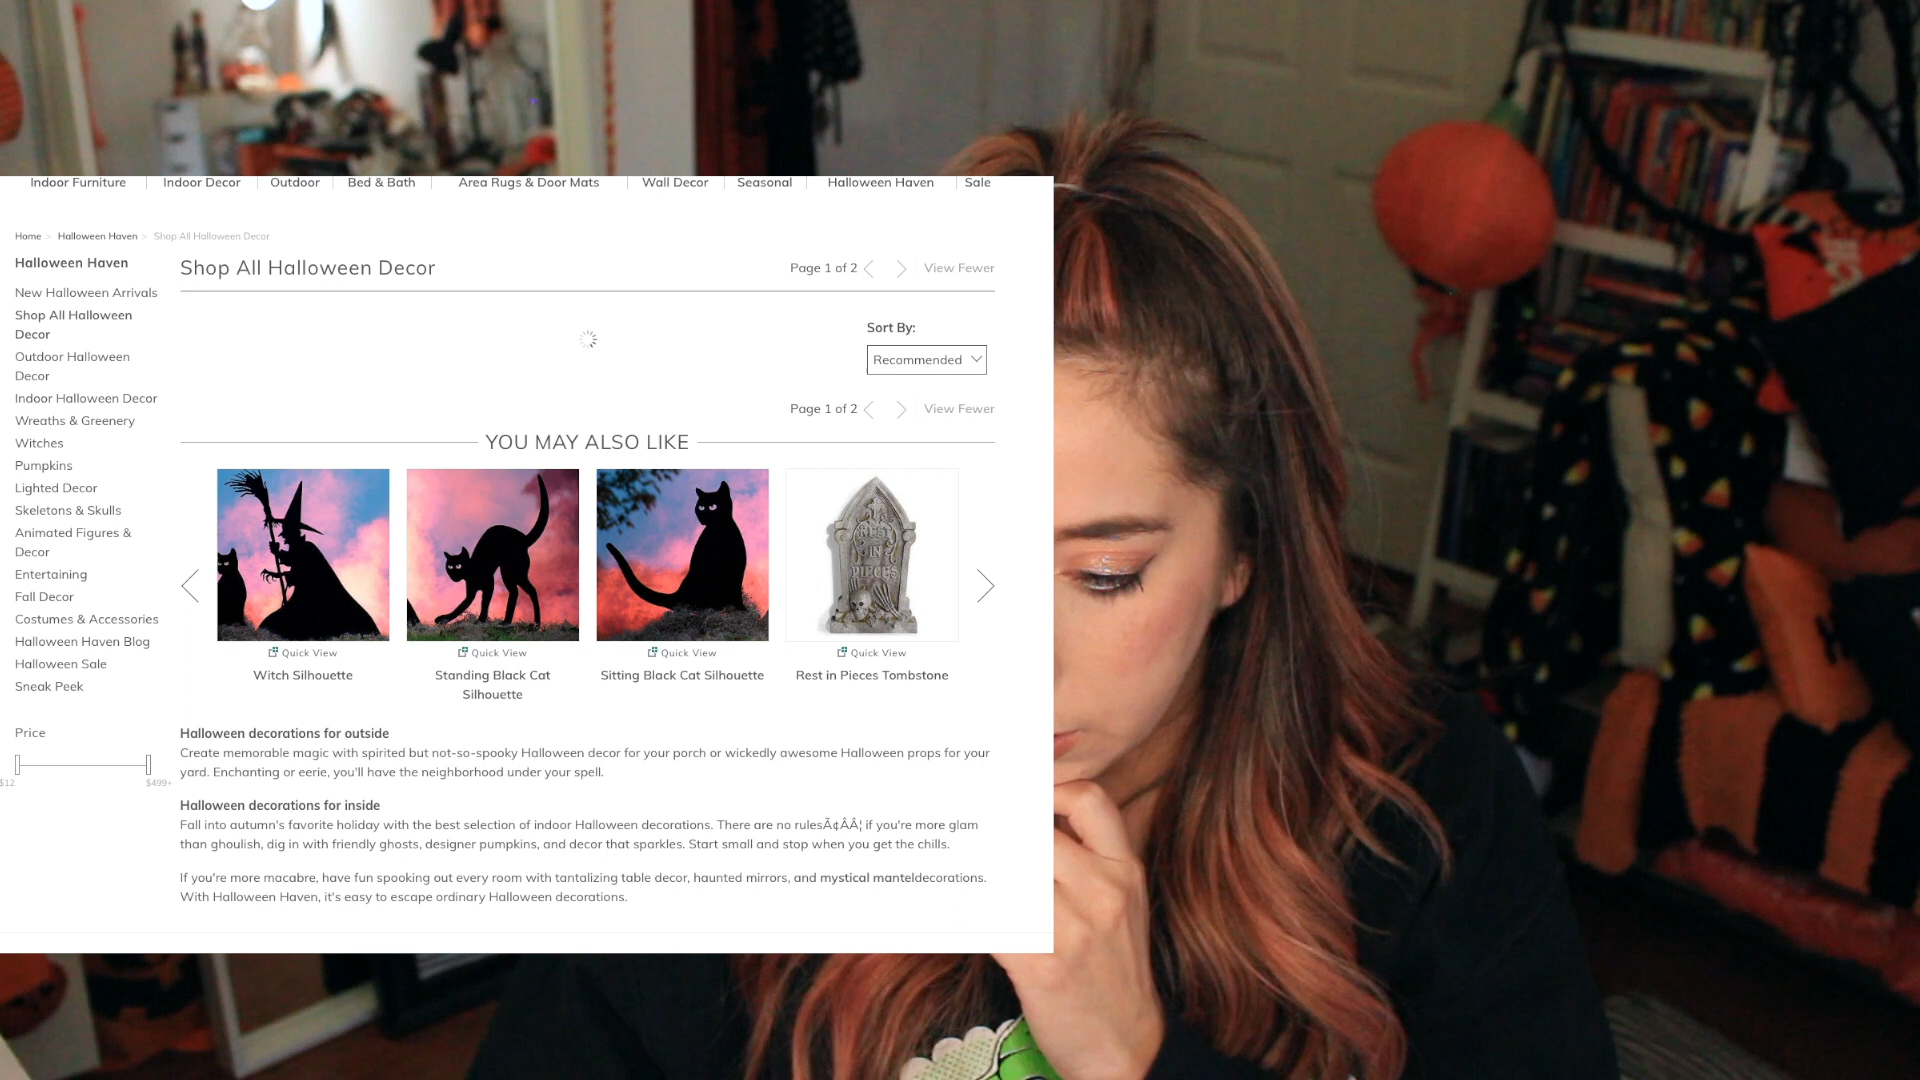 Indoor Furniture Indoor Decor Outdoor Bed & Bath Area Rugs & Door Mats Wall Decor Seasonal Halloween Haven Sale
Home > Halloween Haven > Shop All Halloween Decor
Halloween Haven
New Halloween Arrivals
Shop All Halloween
Decor
Outdoor Halloween
Decor
Indoor Halloween Decor
Wreaths & Greenery
Witches
Pumpkins
Lighted Decor
Skeletons & Skulls
Animated Figures &
Decor
Entertaining
Fall Decor
Costumes & Accessories
Halloween Haven Blog
Halloween Sale
Sneak Peek
Price
$12 $499+
Shop All Halloween Decor
Page 1 of 2 View Fewer
Sort By:
Recommended
Page 1 of 2 View Fewer
YOU MAY ALSO LIKE
REST
IN
PIECES
Quick View Quick View Quick View Quick View
Witch Silhouette
Standing Black Cat
Silhouette
Sitting Black Cat Silhouette
Rest in Pieces Tombstone
Halloween decorations for outside
Create memorable magic with spirited but not-so-spooky Halloween decor for your porch or wickedly awesome Halloween props for your
yard. Enchanting or eerie, you'll have the neighborhood under your spell.
Halloween decorations for inside
Fall into autumn's favorite holiday with the best selection of indoor Halloween decorations. There are no rulesÃ¢ÂÂ¦ if you're more glam
than ghoulish, dig in with friendly ghosts, designer pumpkins, and decor that sparkles. Start small and stop when you get the chills.
If you're more macabre, have fun spooking out every room with tantalizing table decor, haunted mirrors, and mystical manteldecorations.
With Halloween Haven, it's easy to escape ordinary Halloween decorations.